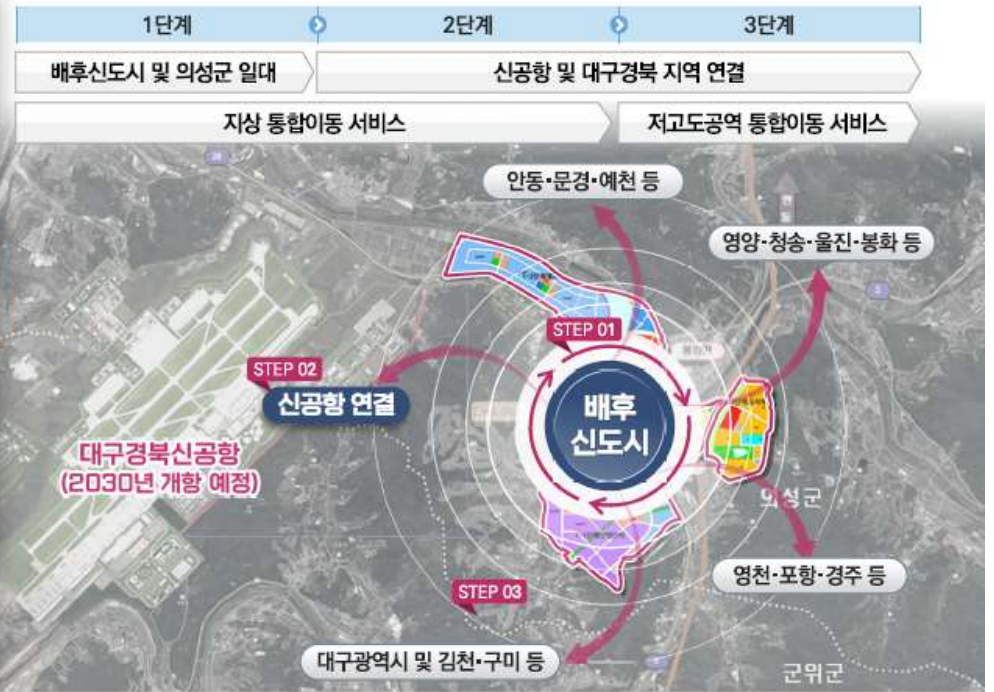 1단계
2단계
3단계
배후신도시 및 의성군 일대
신공항 및 대구경북 지역 연결
지상 통합이동 서비스
저고도공역 통합이동 서비스
안동·문경·예천 등
영양·청송·울진·봉화 등
STEP 01
STEP 02
신공항 연결
배후
신도시
대구경북신공항
(2030년 개항 예정)
의성군
영천·포항·경주 등
STEP 03
대구광역시 및 김천·구미 등
군위군